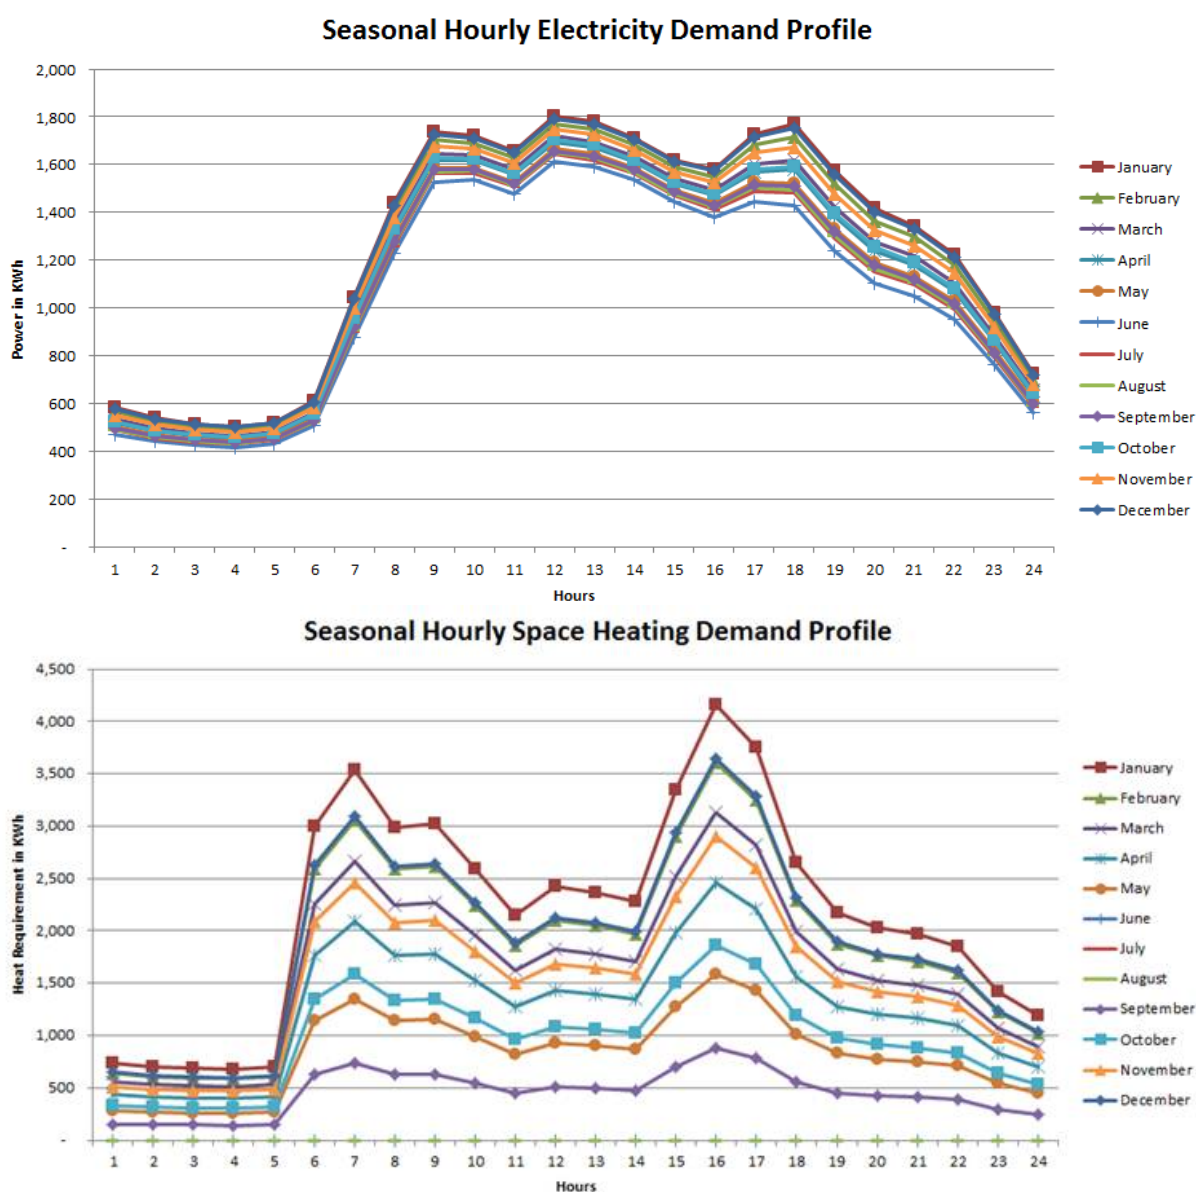 Seasonal Hourly Electricity Demand Profile
2,000
1,800
1,600
1,400
1,200
1,000
800
600
400
200
-
Power in KWh
1 2 3 4 5 6 7 8 9 10 11 12 13 14 15 16 17 18 19 20 21 22 23 24
Hours
January
February
March
April
May
June
July
August
September
October
November
December
Seasonal Hourly Space Heating Demand Profile
4,500
4,000
3,500
3,000
2,500
2,000
1,500
1,000
500
-
Heat Requirement in KWh
1 2 3 4 5 6 7 8 9 10 11 12 13 14 15 16 17 18 19 20 21 22 23 24
Hours
January
February
March
April
May
June
July
August
September
October
November
December